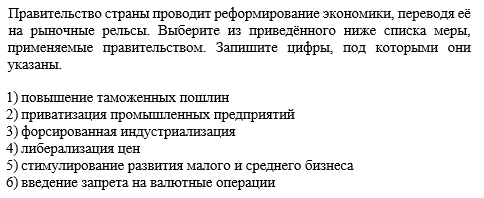 Правительство страны проводит реформирование экономики, переводя её
на рыночные рельсы. Выберите из приведённого ниже списка меры,
применяемые правительством. Запишите цифры, под которыми они
указаны.
1) повышение таможенных пошлин
2) приватизация промышленных предприятий
3) форсированная индустриализация
4) либерализация цен
5) стимулирование развития малого и среднего бизнеса
6) введение запрета на валютные операции